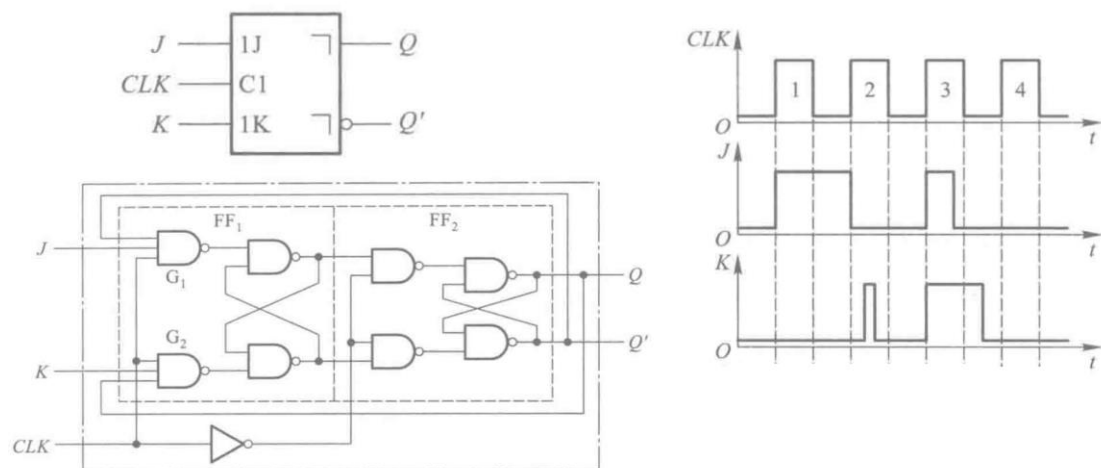 J 1J Q
CLK C1
K 1K Q'
FF₁ FF₂
J
G₁
Q
G₂
Q'
K
CLK
CLK
1 2 3 4
O t
J
O t
K
O t